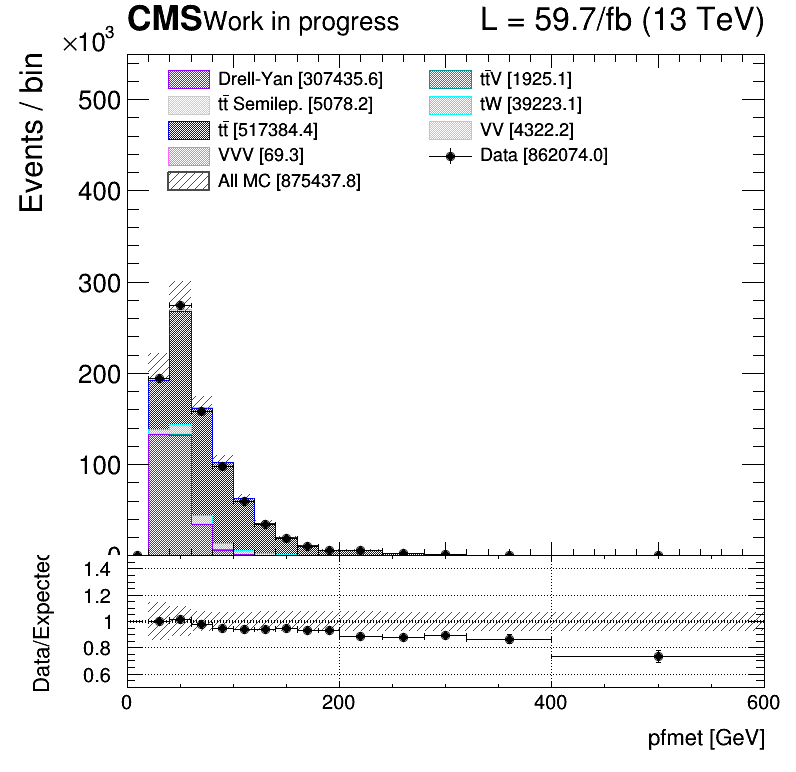 CMS Work in progress L = 59.7/fb (13 TeV)
×10³
Events / bin
500
400
300
200
100
0
Drell-Yan [307435.6]
tt̄ Semilep. [5078.2]
tt̄ [517384.4]
VVV [69.3]
All MC [875437.8]
tt̄V [1925.1]
tW [39223.1]
VV [4322.2]
Data [862074.0]
Data/Expected
1.4
1.2
1
0.8
0.6
0 200 400 600
pfmet [GeV]